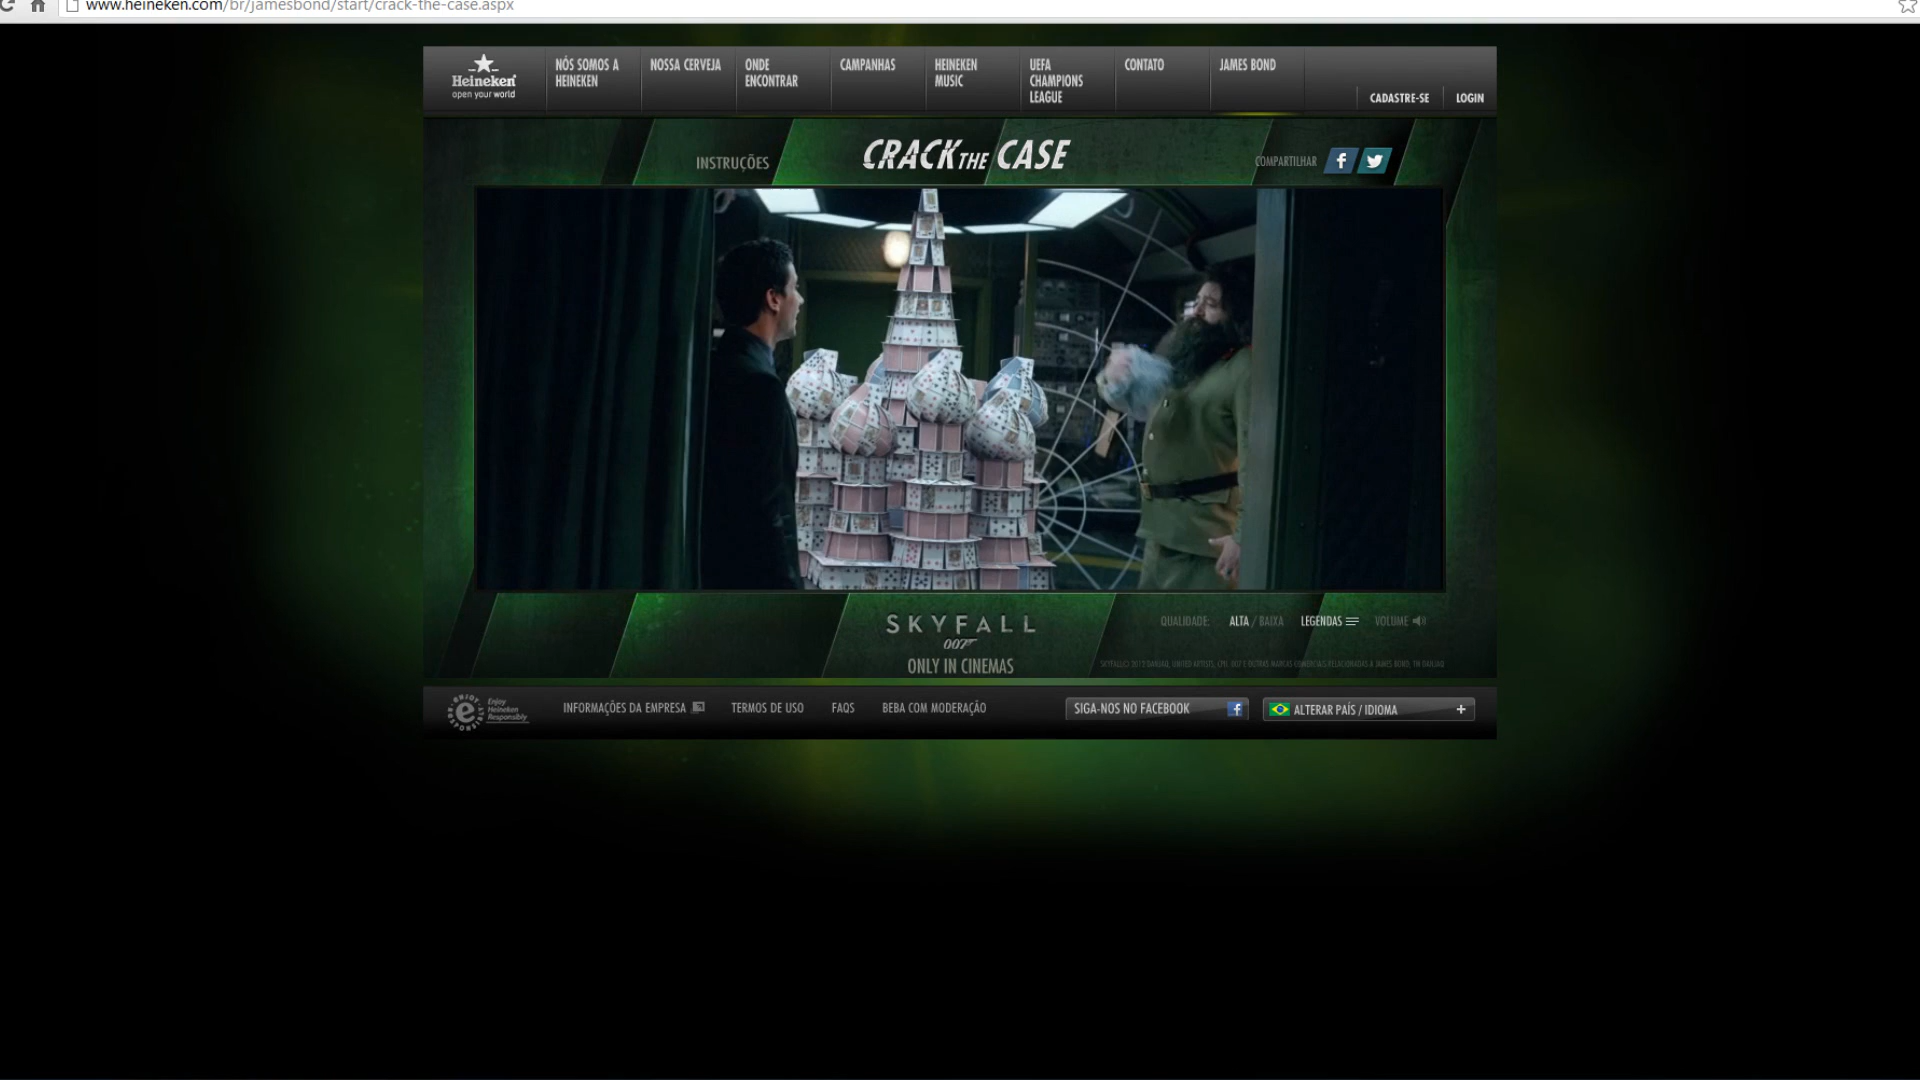 www.heineken.com/br/jamesbond/start/crack-the-case.aspx
Heineken
open your world
NÓS SOMOS A
HEINEKEN
NOSSA CERVEJA
ONDE
ENCONTRAR
CAMPANHAS
HEINEKEN
MUSIC
UEFA
CHAMPIONS
LEAGUE
CONTATO
JAMES BOND
CADASTRE-SE
LOGIN
INSTRUÇÕES
CRACK THE CASE
COMPARTILHAR
SKYFALL
007
ONLY IN CINEMAS
QUALIDADE: ALTA / BAIXA
LEGENDAS
VOLUME
Enjoy
Heineken
Responsibly
INFORMAÇÕES DA EMPRESA
TERMOS DE USO
FAQS
BEBA COM MODERAÇÃO
SIGA-NOS NO FACEBOOK
ALTERAR PAÍS / IDIOMA +